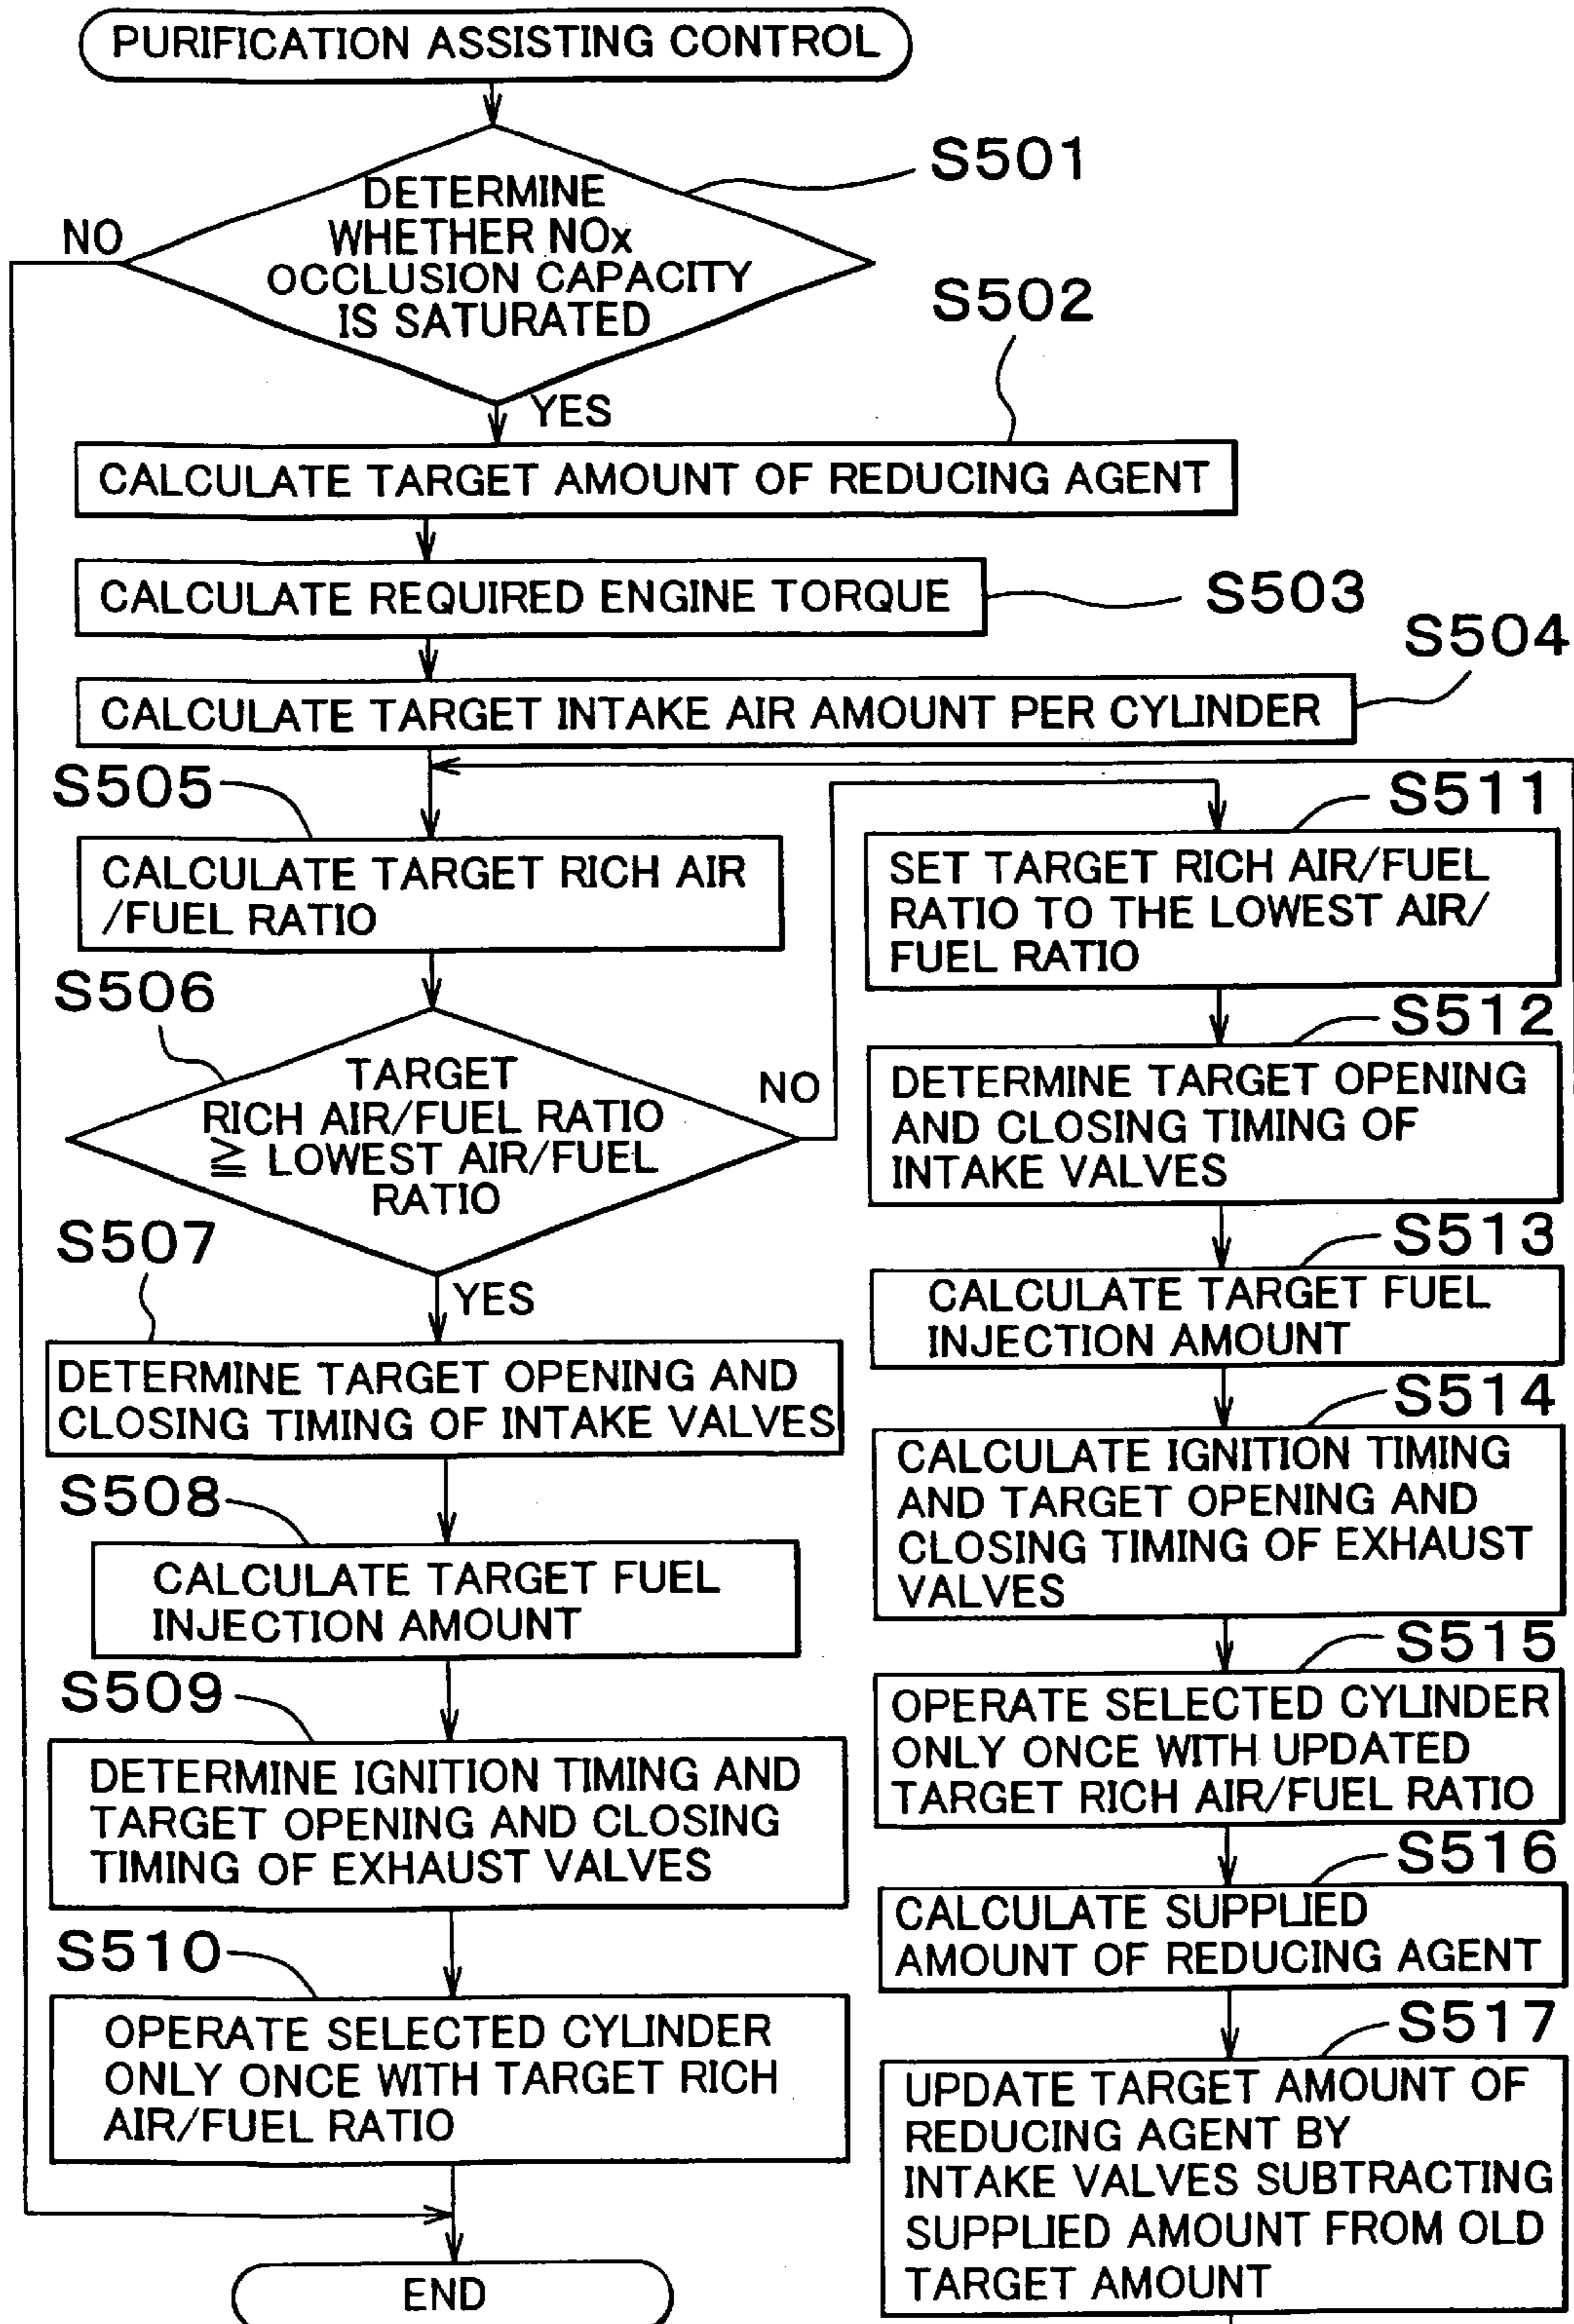 PURIFICATION ASSISTING CONTROL
S501
DETERMINE
WHETHER NOx
OCCLUSION CAPACITY
IS SATURATED
NO
YES
S502
CALCULATE TARGET AMOUNT OF REDUCING AGENT
CALCULATE REQUIRED ENGINE TORQUE
S503
S504
CALCULATE TARGET INTAKE AIR AMOUNT PER CYLINDER
S505
CALCULATE TARGET RICH AIR
/FUEL RATIO
S506
TARGET
RICH AIR/FUEL RATIO
≧ LOWEST AIR/FUEL
RATIO
NO
YES
S507
DETERMINE TARGET OPENING AND
CLOSING TIMING OF INTAKE VALVES
S508
CALCULATE TARGET FUEL
INJECTION AMOUNT
S509
DETERMINE IGNITION TIMING AND
TARGET OPENING AND CLOSING
TIMING OF EXHAUST VALVES
S510
OPERATE SELECTED CYLINDER
ONLY ONCE WITH TARGET RICH
AIR/FUEL RATIO
END
S511
SET TARGET RICH AIR/FUEL
RATIO TO THE LOWEST AIR/
FUEL RATIO
S512
DETERMINE TARGET OPENING
AND CLOSING TIMING OF
INTAKE VALVES
S513
CALCULATE TARGET FUEL
INJECTION AMOUNT
S514
CALCULATE IGNITION TIMING
AND TARGET OPENING AND
CLOSING TIMING OF EXHAUST
VALVES
S515
OPERATE SELECTED CYLINDER
ONLY ONCE WITH UPDATED
TARGET RICH AIR/FUEL RATIO
S516
CALCULATE SUPPLIED
AMOUNT OF REDUCING AGENT
S517
UPDATE TARGET AMOUNT OF
REDUCING AGENT BY
INTAKE VALVES SUBTRACTING
SUPPLIED AMOUNT FROM OLD
TARGET AMOUNT